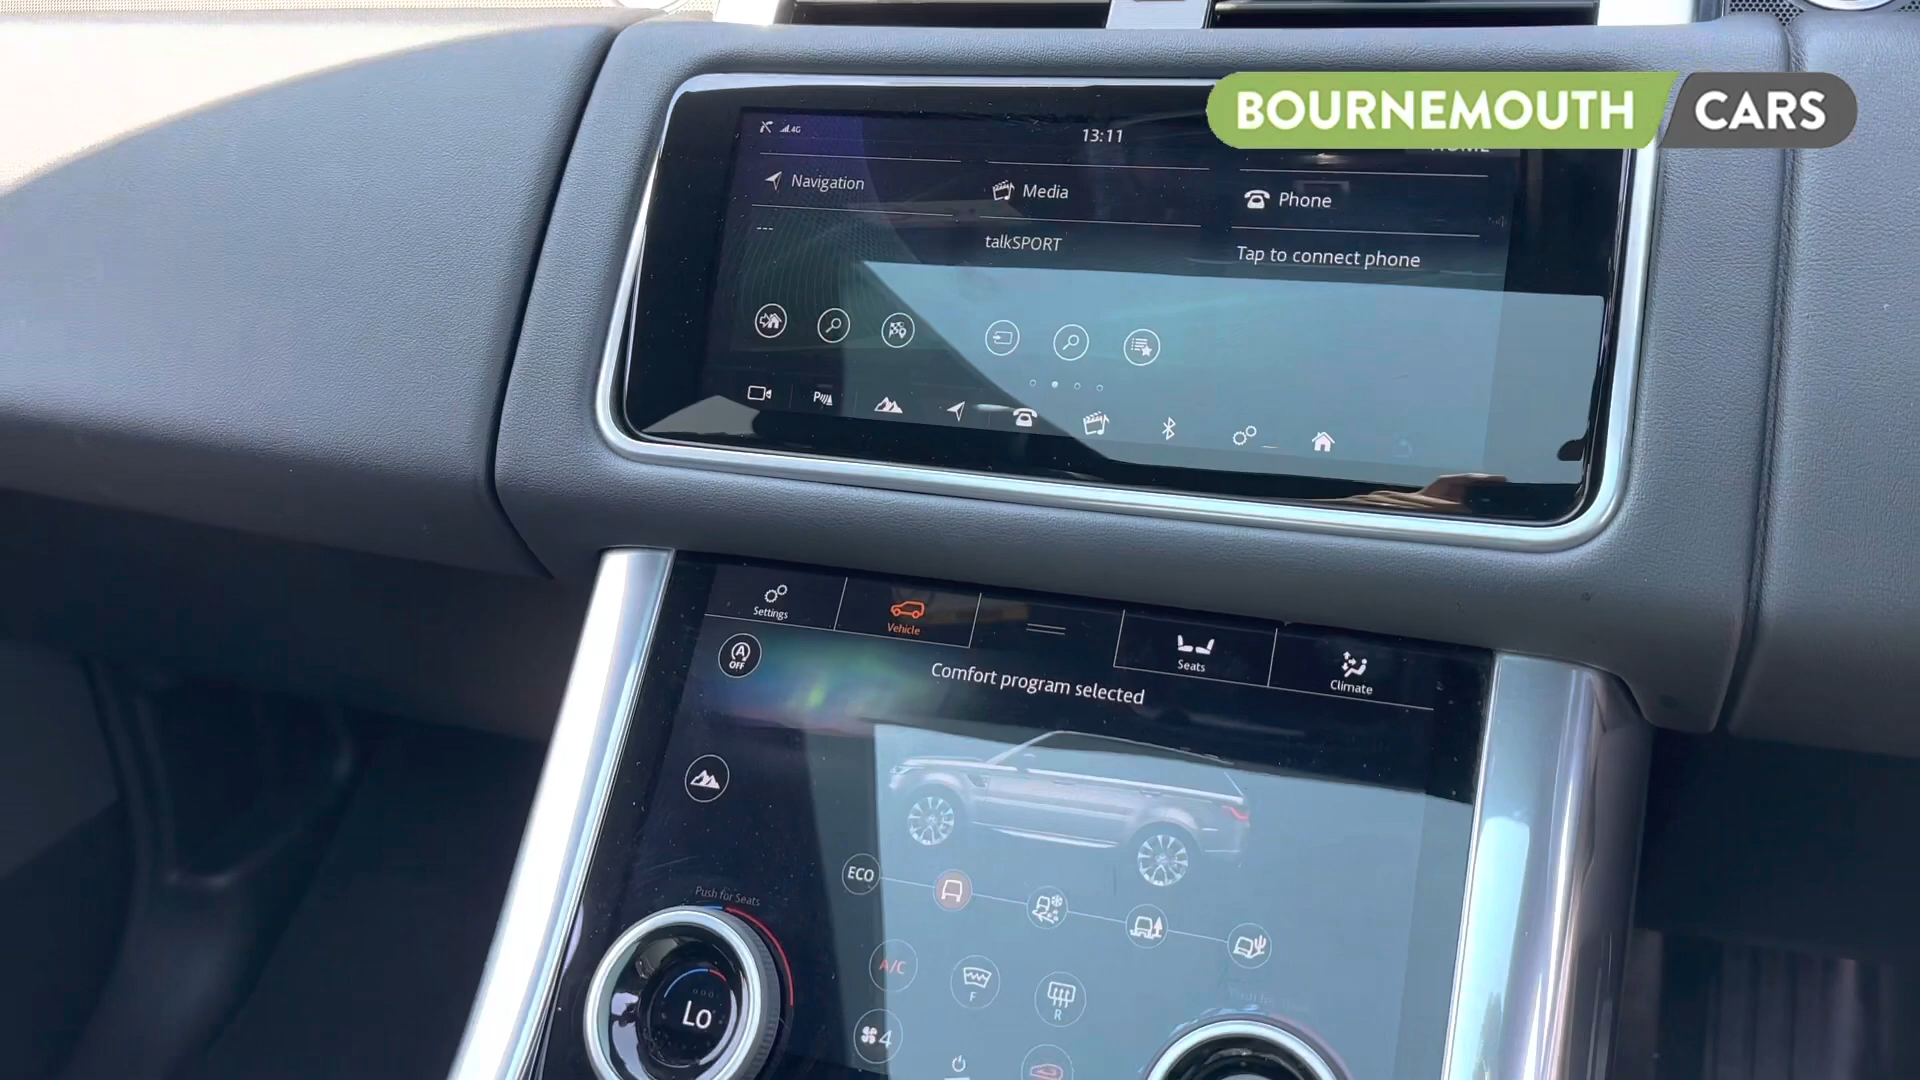 BOURNEMOUTH CARS
4G
13:11
HOME
Navigation
Media
Phone
---
talkSPORT
Tap to connect phone
Settings
Vehicle
Seats
Climate
A
OFF
Comfort program selected
ECO
Push for Seats
A/C
F
R
Lo
4